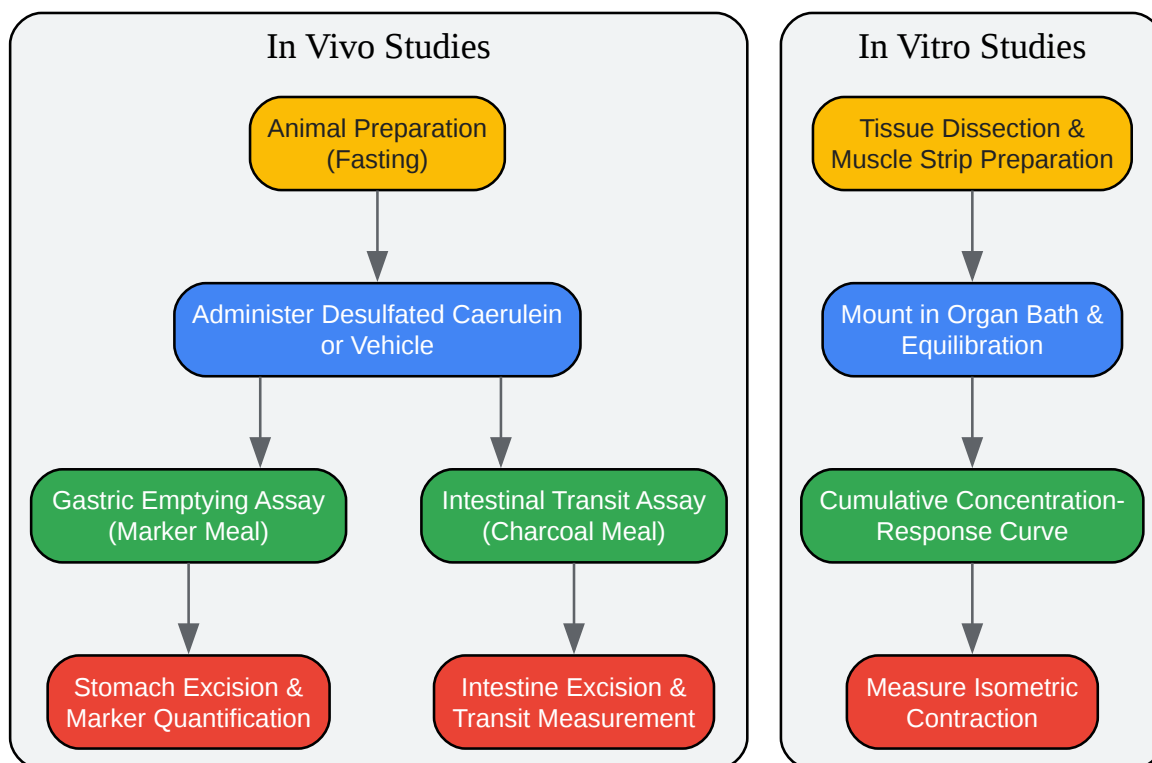 In Vivo Studies
Animal Preparation
(Fasting)
Administer Desulfated Caerulein
or Vehicle
Gastric Emptying Assay
(Marker Meal)
Intestinal Transit Assay
(Charcoal Meal)
Stomach Excision &
Marker Quantification
Intestine Excision &
Transit Measurement
In Vitro Studies
Tissue Dissection &
Muscle Strip Preparation
Mount in Organ Bath &
Equilibration
Cumulative Concentration-
Response Curve
Measure Isometric
Contraction